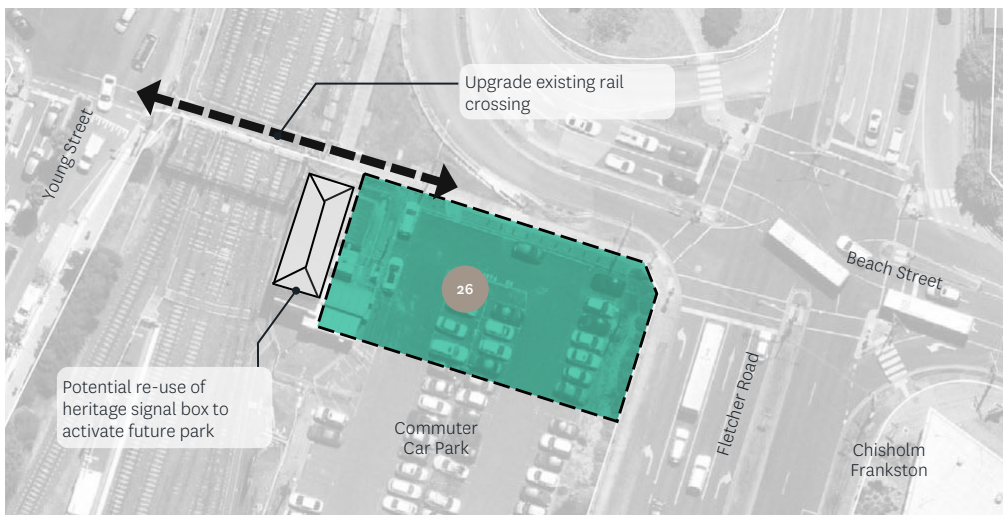 Upgrade existing rail
crossing
Young Street
26
Beach Street
Potential re-use of
heritage signal box to
activate future park
Commuter
Car Park
Fletcher Road
Chisholm
Frankston